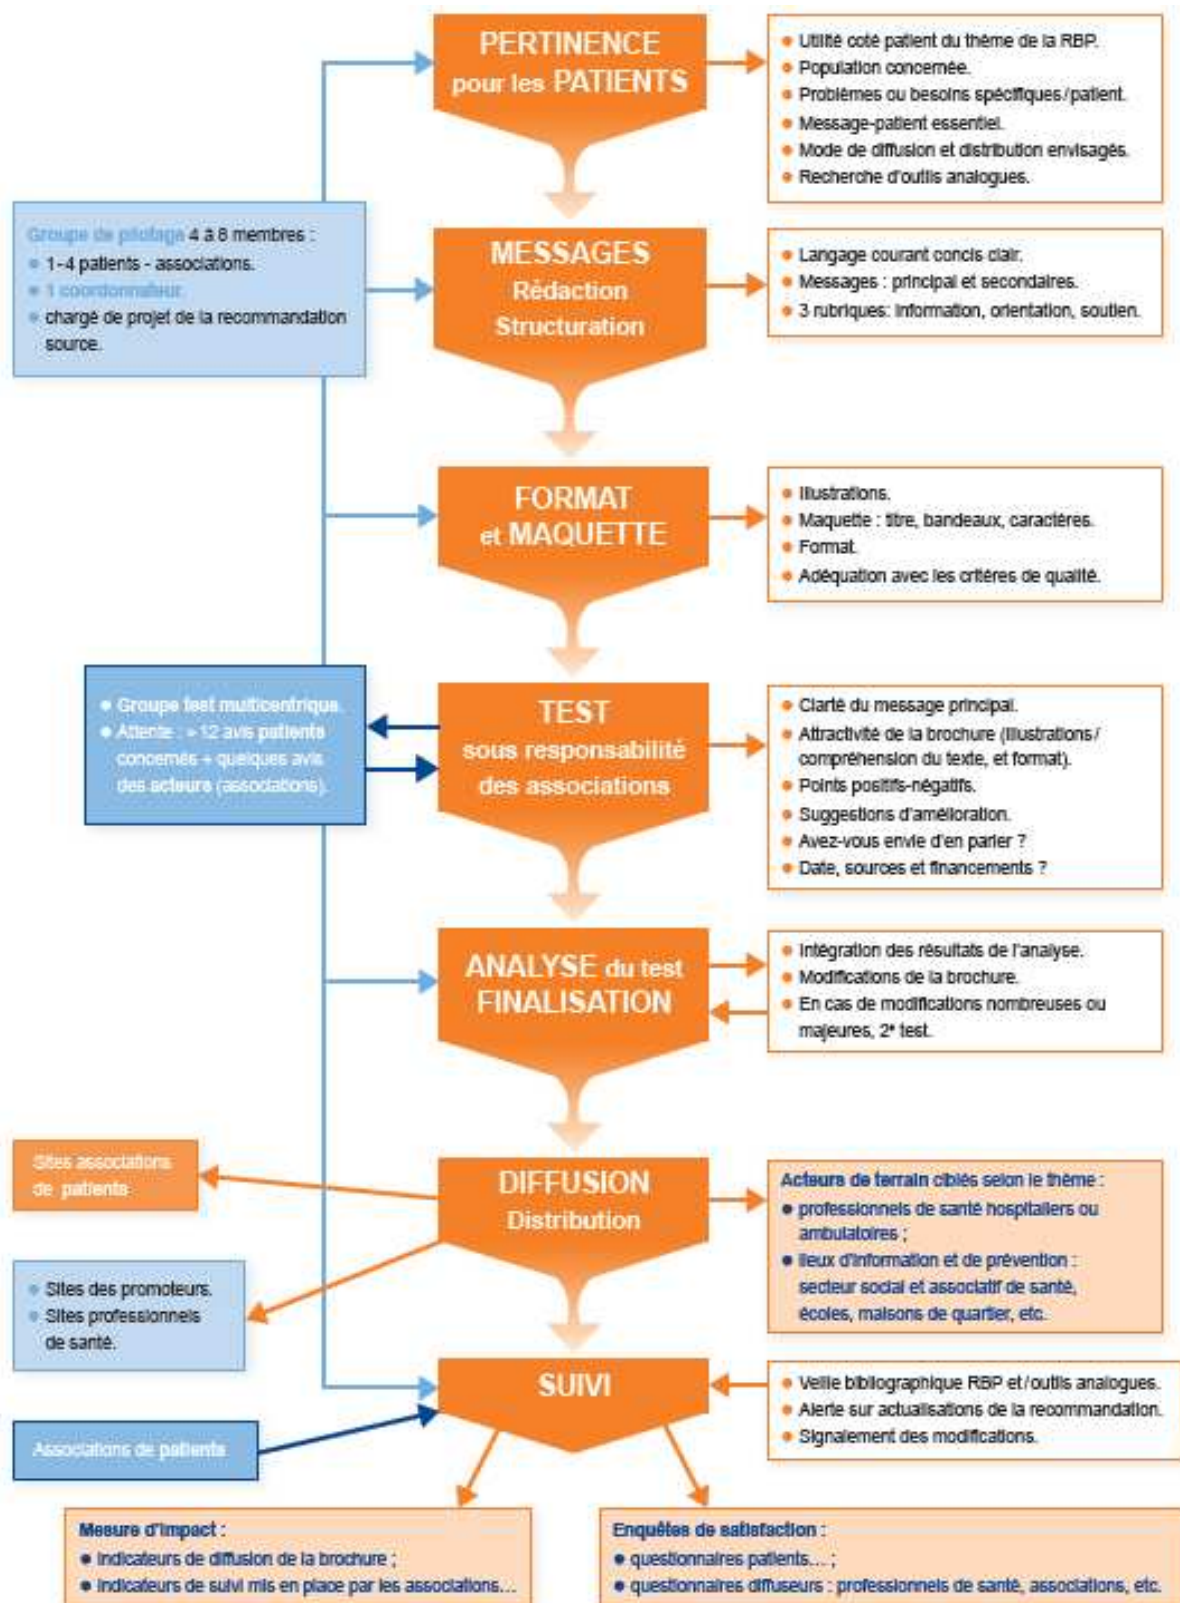 PERTINENCE
pour les PATIENTS
● Utilité coté patient du thème de la RBP.
● Population concernée.
● Problèmes ou besoins spécifiques/patient.
● Message-patient essentiel.
● Mode de diffusion et distribution envisagés.
● Recherche d'outils analogues.
Groupe de pilotage 4 à 8 membres :
● 1-4 patients - associations.
● 1 coordonnateur.
● chargé de projet de la recommandation
source.
MESSAGES
Rédaction
Structuration
● Langage courant concis clair.
● Messages : principal et secondaires.
● 3 rubriques: information, orientation, soutien.
FORMAT
et MAQUETTE
● Illustrations.
● Maquette : titre, bandeaux, caractères.
● Format.
● Adéquation avec les critères de qualité.
● Groupe test multicentrique.
● Attente : > 12 avis patients
concernés + quelques avis
des acteurs (associations).
TEST
sous responsabilité
des associations
● Clarté du message principal.
● Attractivité de la brochure (illustrations/
compréhension du texte, et format).
● Points positifs-négatifs.
● Suggestions d'amélioration.
● Avez-vous envie d'en parler ?
● Date, sources et financements ?
ANALYSE du test
FINALISATION
● Intégration des résultats de l'analyse.
● Modifications de la brochure.
● En cas de modifications nombreuses ou
majeures, 2e test.
Sites associations
de patients
● Sites des promoteurs.
● Sites professionnels
de santé.
DIFFUSION
Distribution
Acteurs de terrain ciblés selon le thème :
● professionnels de santé hospitaliers ou
ambulatoires ;
● lieux d'information et de prévention :
secteur social et associatif de santé,
écoles, maisons de quartier, etc.
Associations de patients
SUIVI
● Veille bibliographique RBP et/outils analogues.
● Alerte sur actualisations de la recommandation.
● Signalement des modifications.
Mesure d'impact :
● indicateurs de diffusion de la brochure ;
● indicateurs de suivi mis en place par les associations…
Enquêtes de satisfaction :
● questionnaires patients… ;
● questionnaires diffuseurs : professionnels de santé, associations, etc.